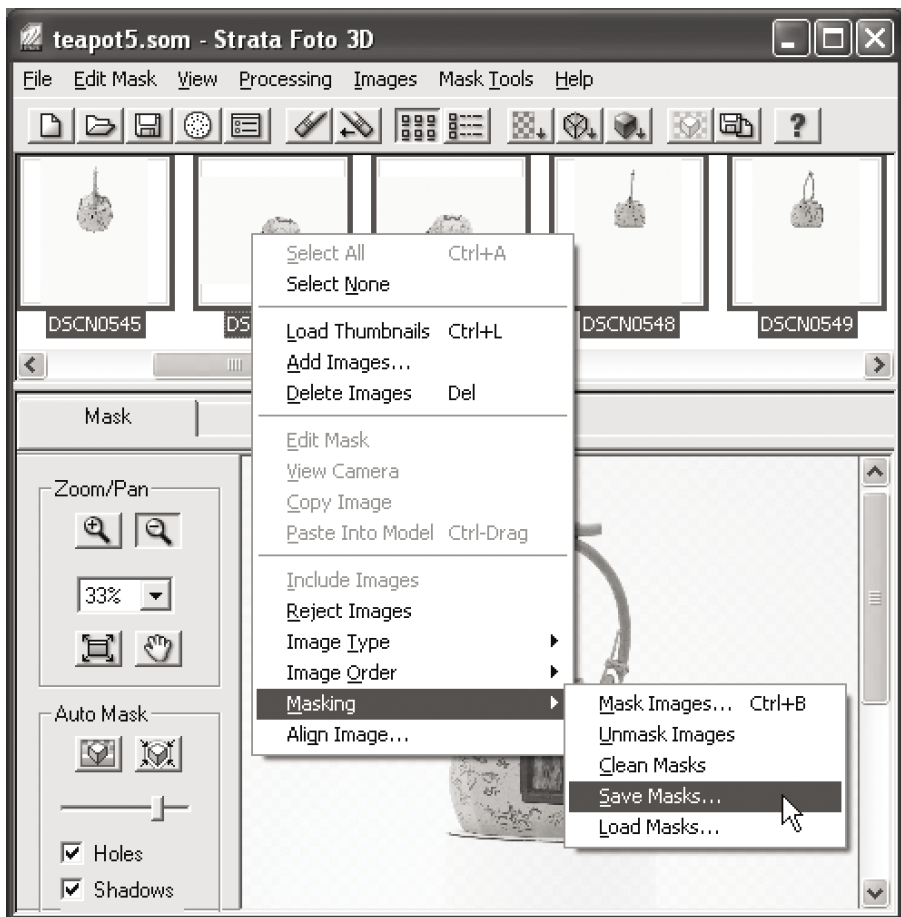 teapot5.som - Strata Foto 3D
File Edit Mask View Processing Images Mask Tools Help
DSCN0545 DS DSCN0548 DSCN0549
Select All Ctrl+A
Select None
Load Thumbnails Ctrl+L
Add Images...
Delete Images Del
Edit Mask
View Camera
Copy Image
Paste Into Model Ctrl-Drag
Include Images
Reject Images
Image Type
Image Order
Masking
Align Image...
Mask Images... Ctrl+B
Unmask Images
Clean Masks
Save Masks...
Load Masks...
Mask
Zoom/Pan
33%
Auto Mask
Holes
Shadows